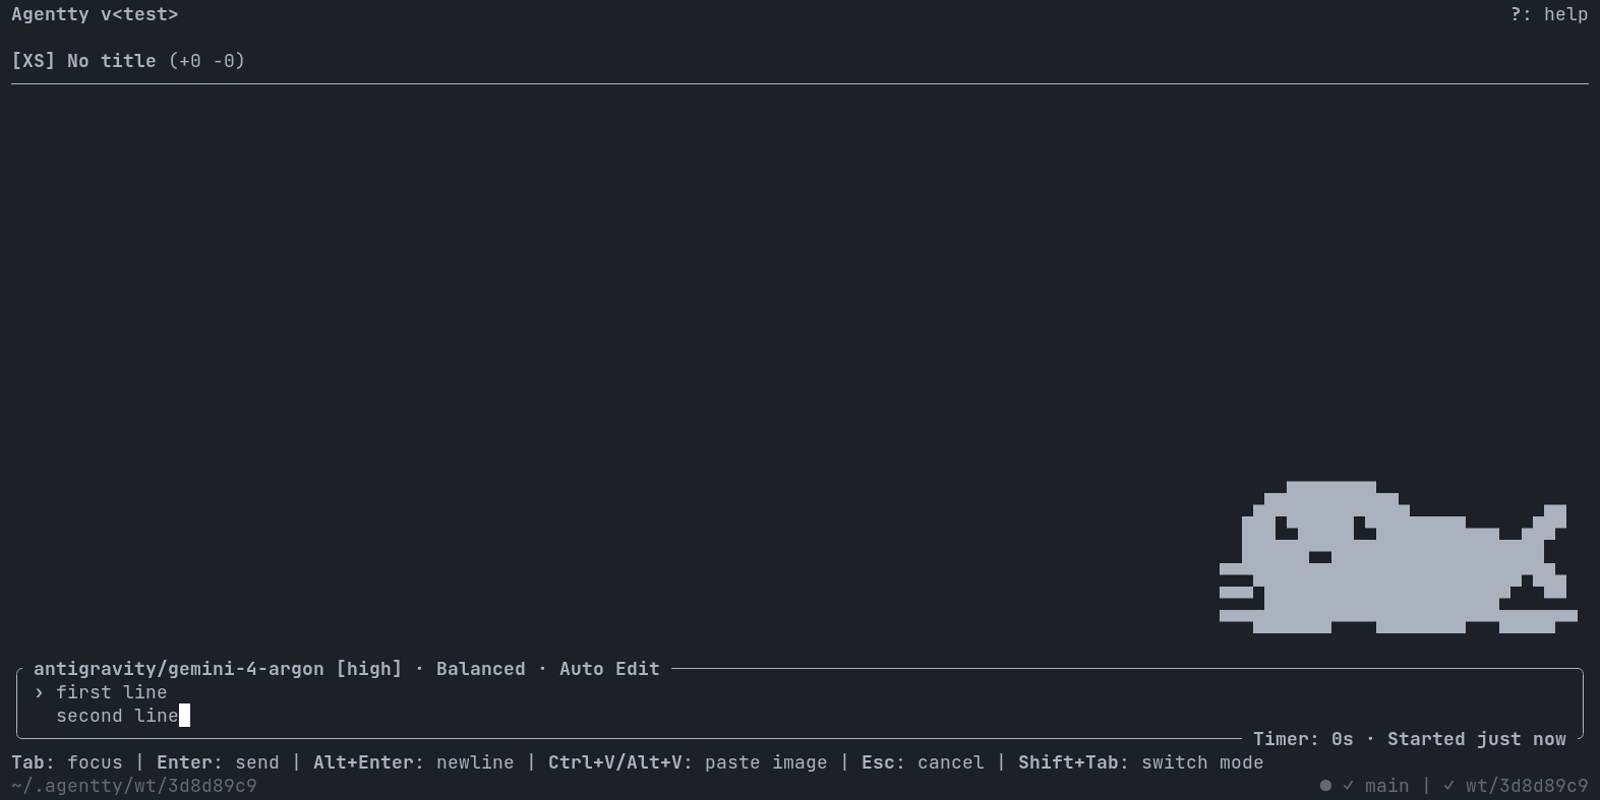 Agentty v<test> ?: help
[XS] No title (+0 -0)
antigravity/gemini-4-argon [high] · Balanced · Auto Edit
› first line
second line
Timer: 0s · Started just now
Tab: focus | Enter: send | Alt+Enter: newline | Ctrl+V/Alt+V: paste image | Esc: cancel | Shift+Tab: switch mode
~/.agentty/wt/3d8d89c9 ● ✓ main | ✓ wt/3d8d89c9